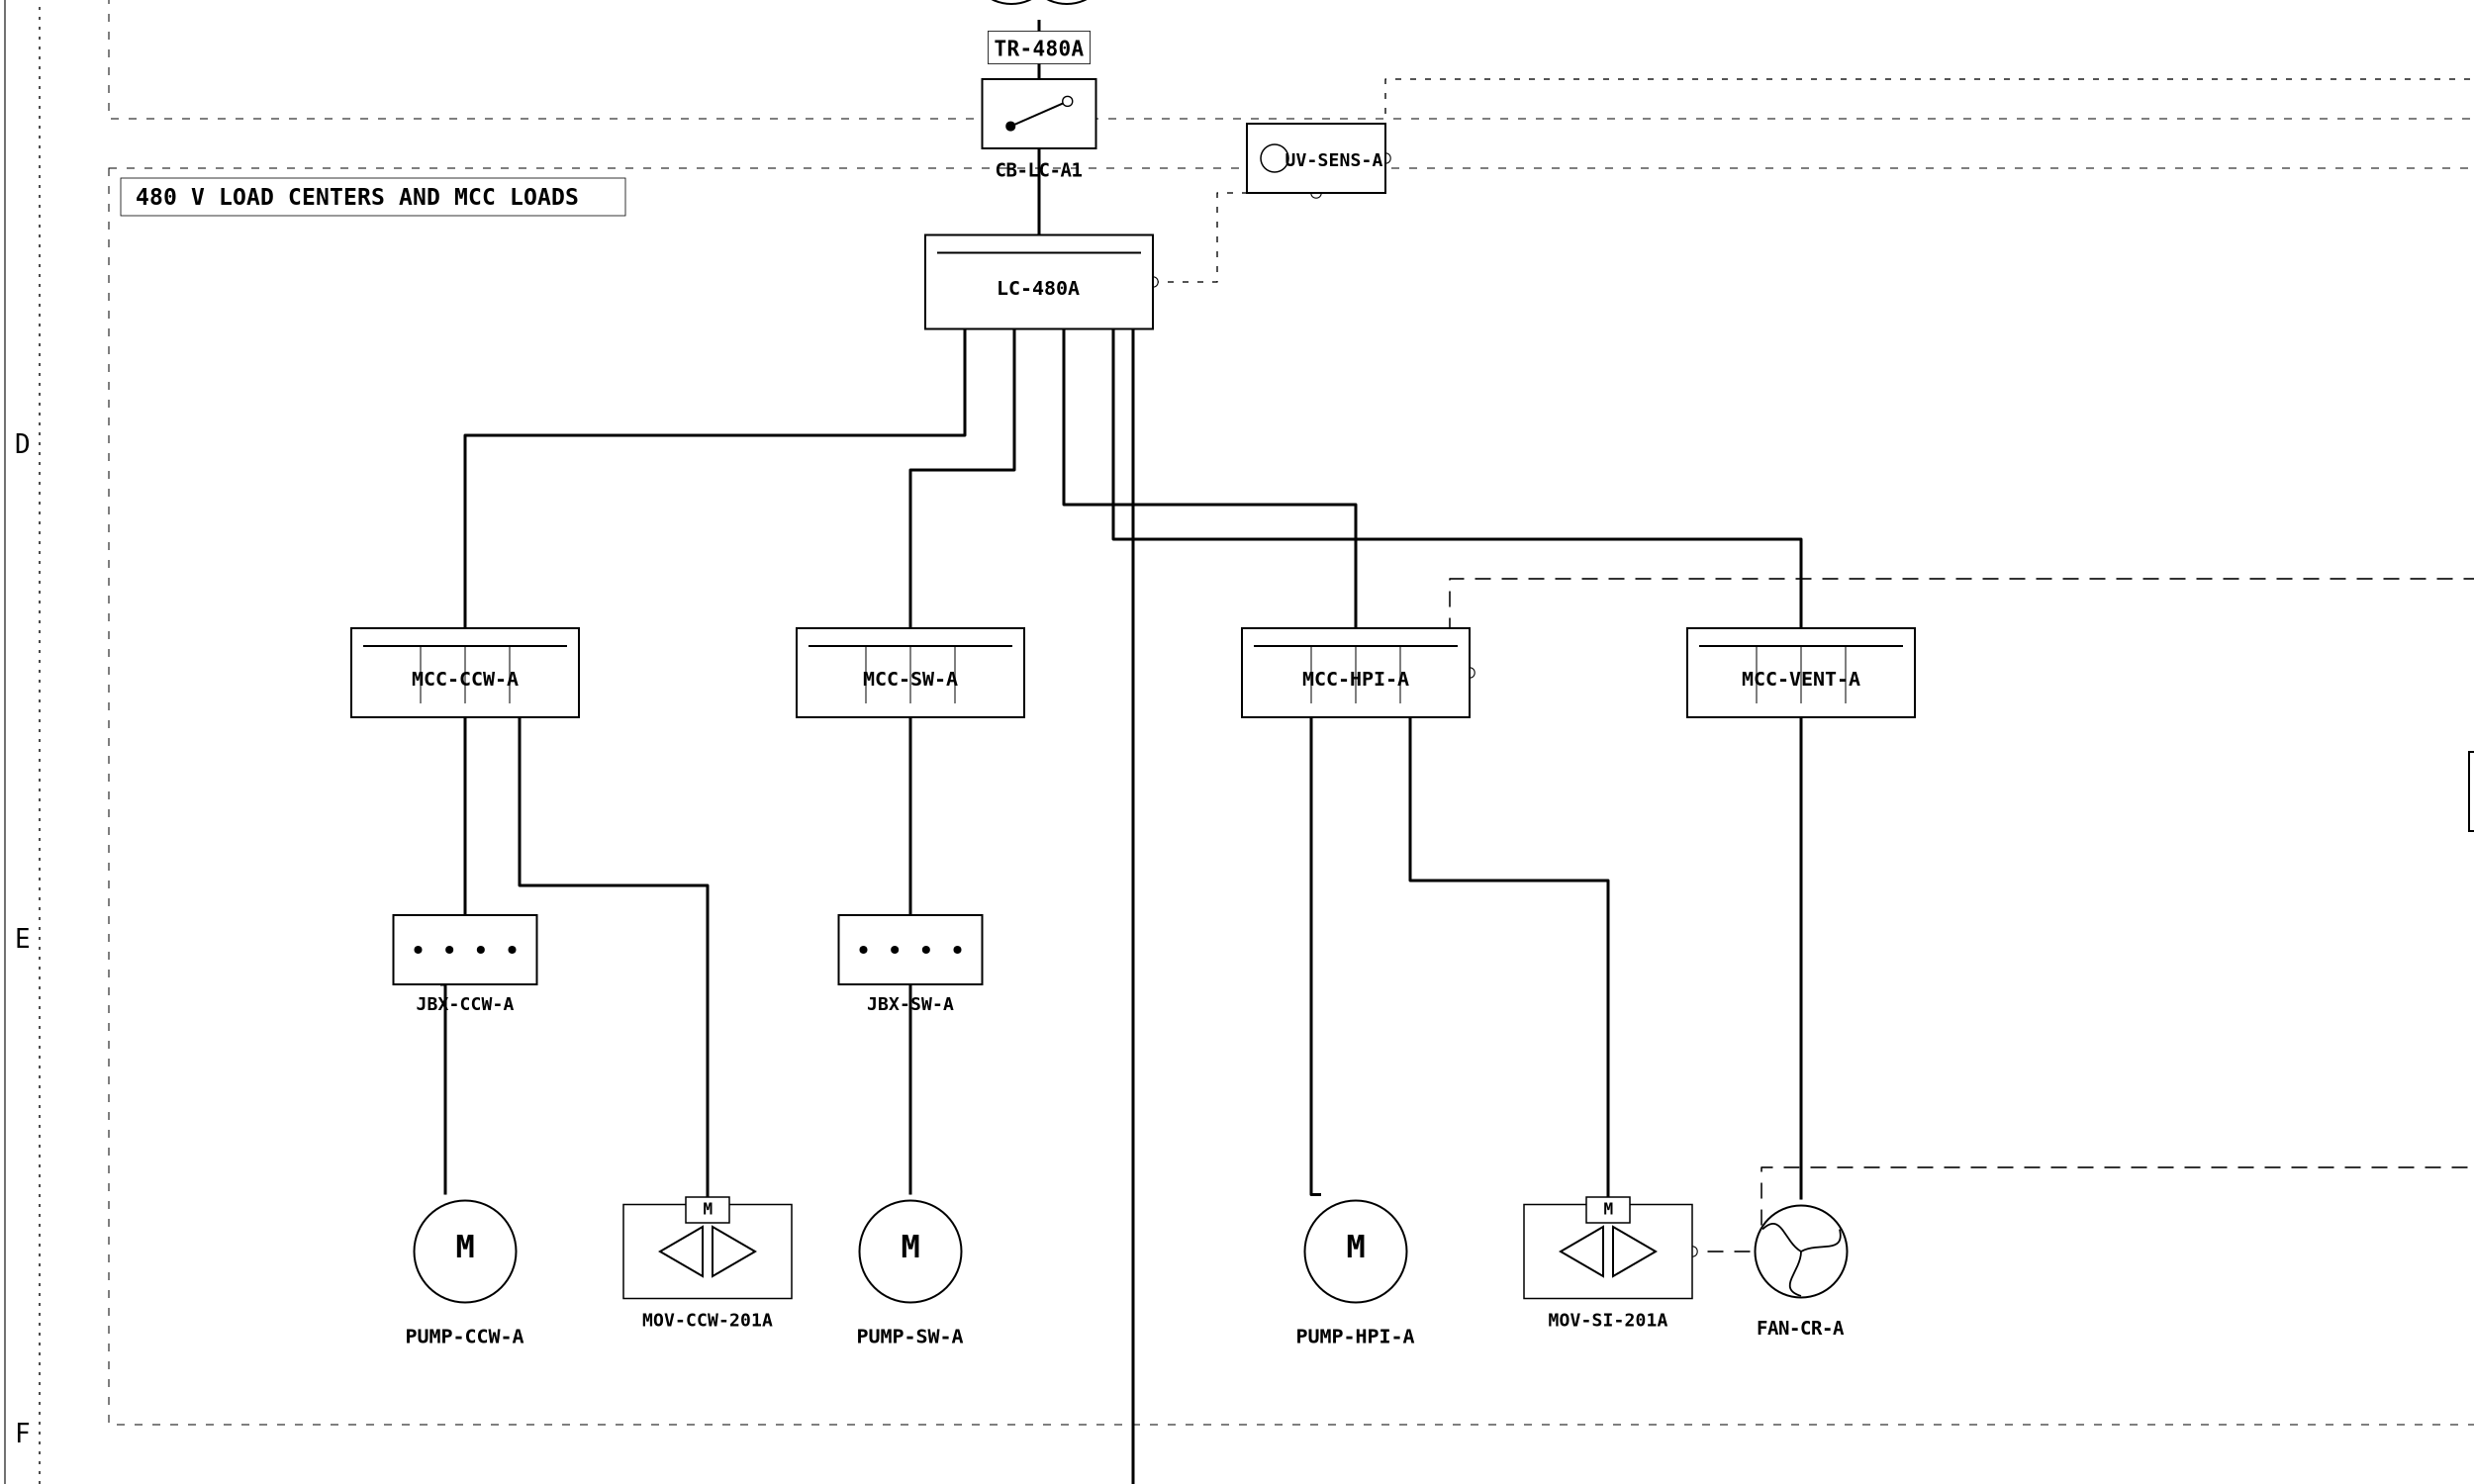 TR-480A
CB-LC-A1
UV-SENS-A
480 V LOAD CENTERS AND MCC LOADS
LC-480A
D
MCC-CCW-A
MCC-SW-A
MCC-HPI-A
MCC-VENT-A
E
JBX-CCW-A
JBX-SW-A
M
M
M
M
M
MOV-CCW-201A
MOV-SI-201A
FAN-CR-A
PUMP-CCW-A
PUMP-SW-A
PUMP-HPI-A
F